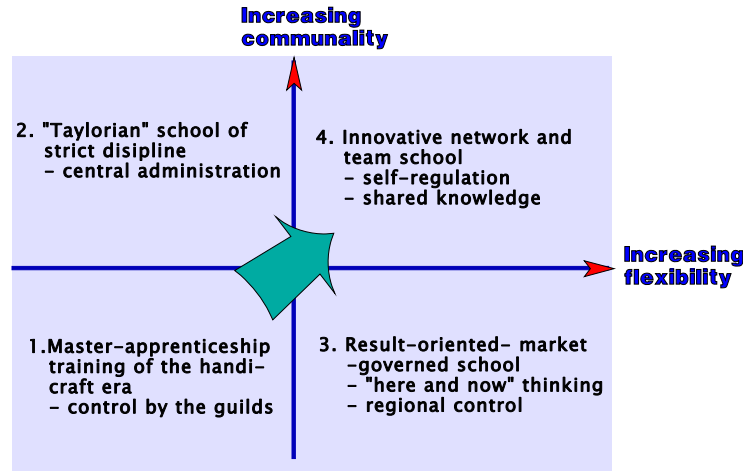 Increasing
communality
2. "Taylorian" school of
strict disipline
- central administration
4. Innovative network and
team school
- self-regulation
- shared knowledge
Increasing
flexibility
1.Master-apprenticeship
training of the handi-
craft era
- control by the guilds
3. Result-oriented- market
-governed school
- "here and now" thinking
- regional control